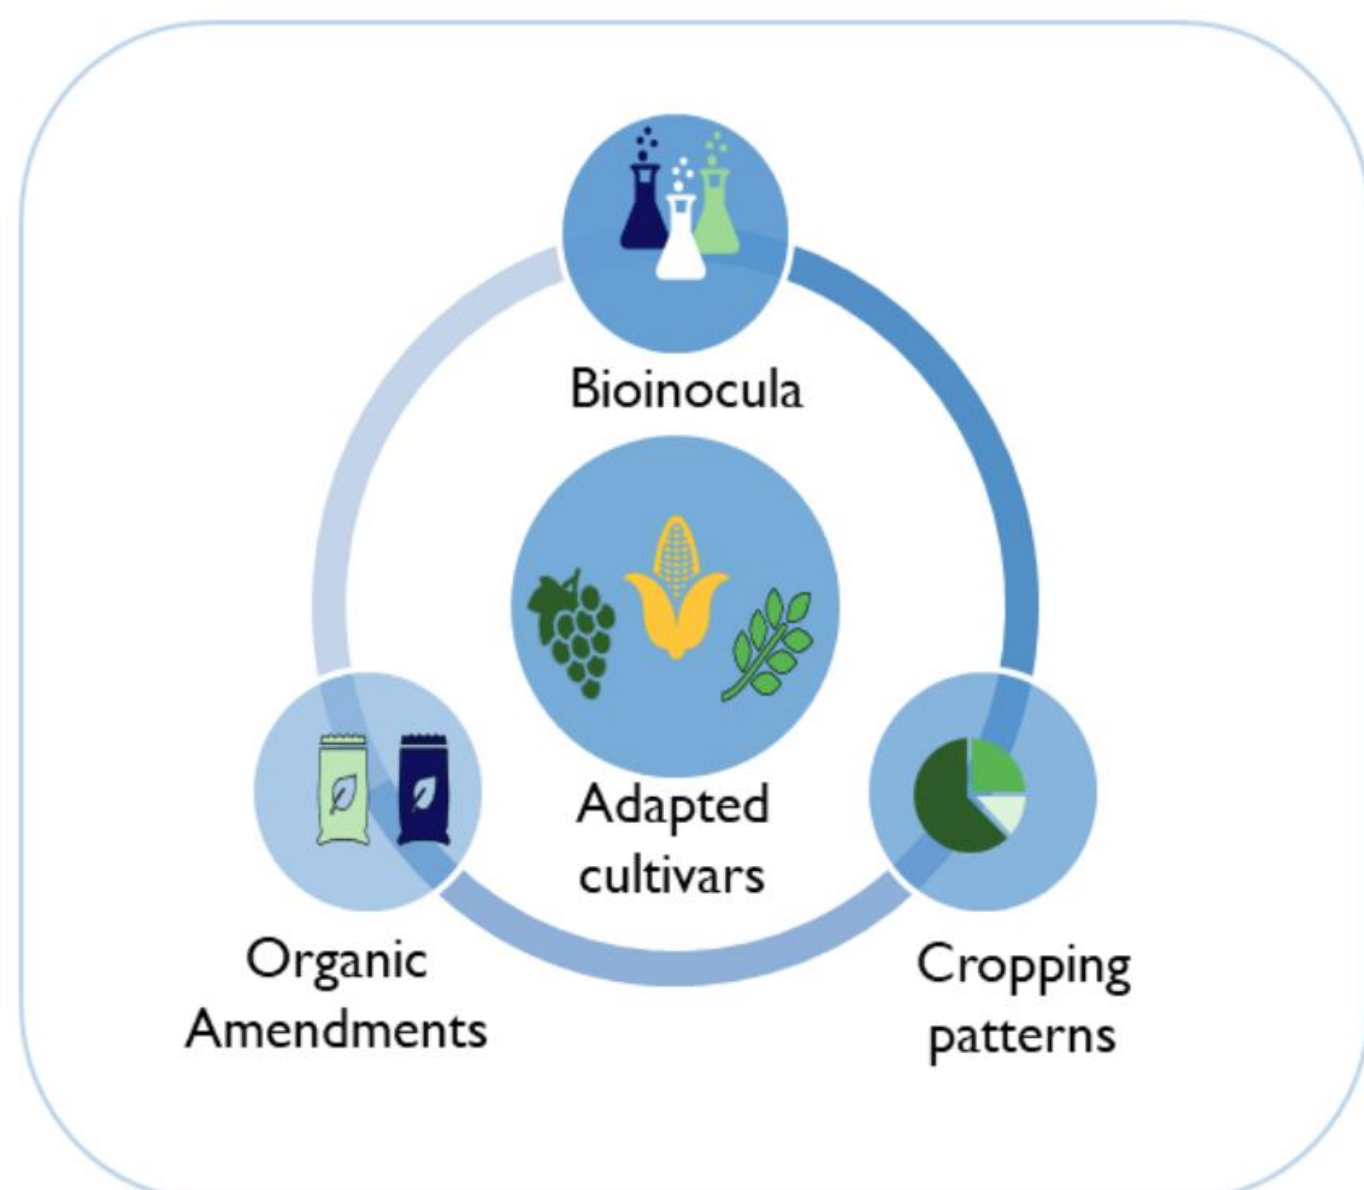 Bioinocula
Adapted
cultivars
Organic
Amendments
Cropping
patterns